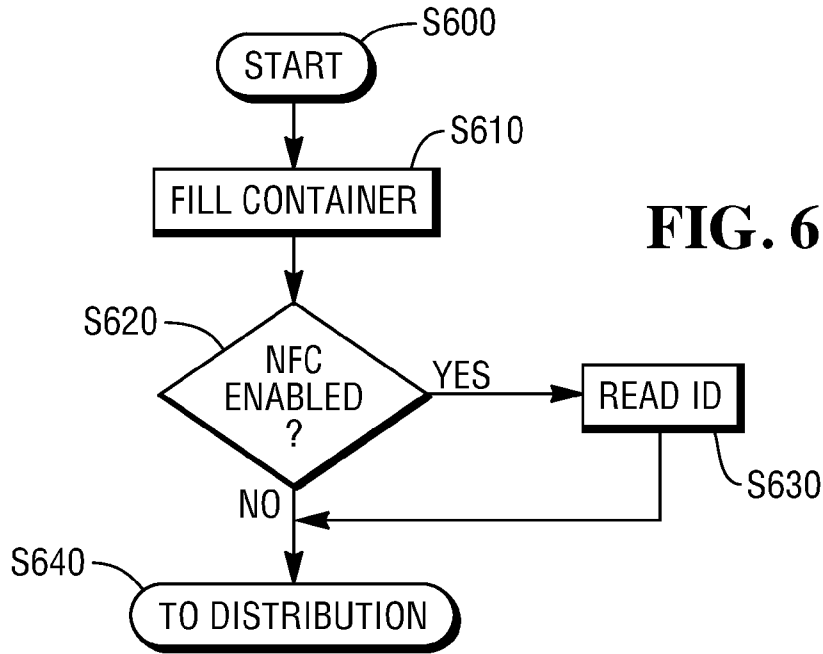 S600
START
S610
FILL CONTAINER
FIG. 6
S620
NFC
ENABLED
?
YES
READ ID
S630
NO
S640
TO DISTRIBUTION